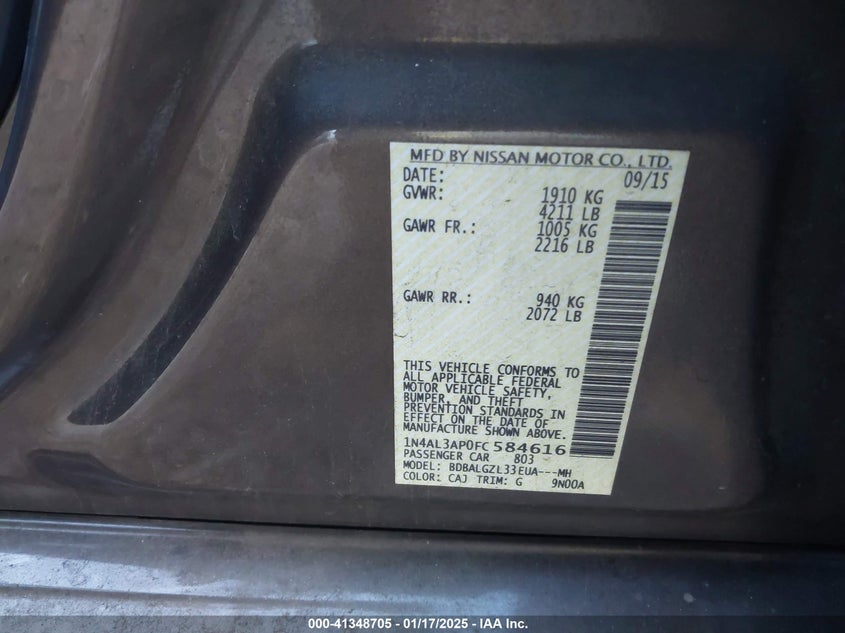 MFD BY NISSAN MOTOR CO., LTD.
DATE: 09/15
GVWR: 1910 KG
4211 LB
GAWR FR.: 1005 KG
2216 LB
GAWR RR.: 940 KG
2072 LB
THIS VEHICLE CONFORMS TO
ALL APPLICABLE FEDERAL
MOTOR VEHICLE SAFETY,
BUMPER, AND THEFT
PREVENTION STANDARDS IN
EFFECT ON THE DATE OF
MANUFACTURE SHOWN ABOVE.
1N4AL3AP0FC584616
PASSENGER CAR 803
MODEL: BDBALGZL33EUA---MH
COLOR: CAJ TRIM: G 9N00A
000-41348705 - 01/17/2025 - IAA Inc.